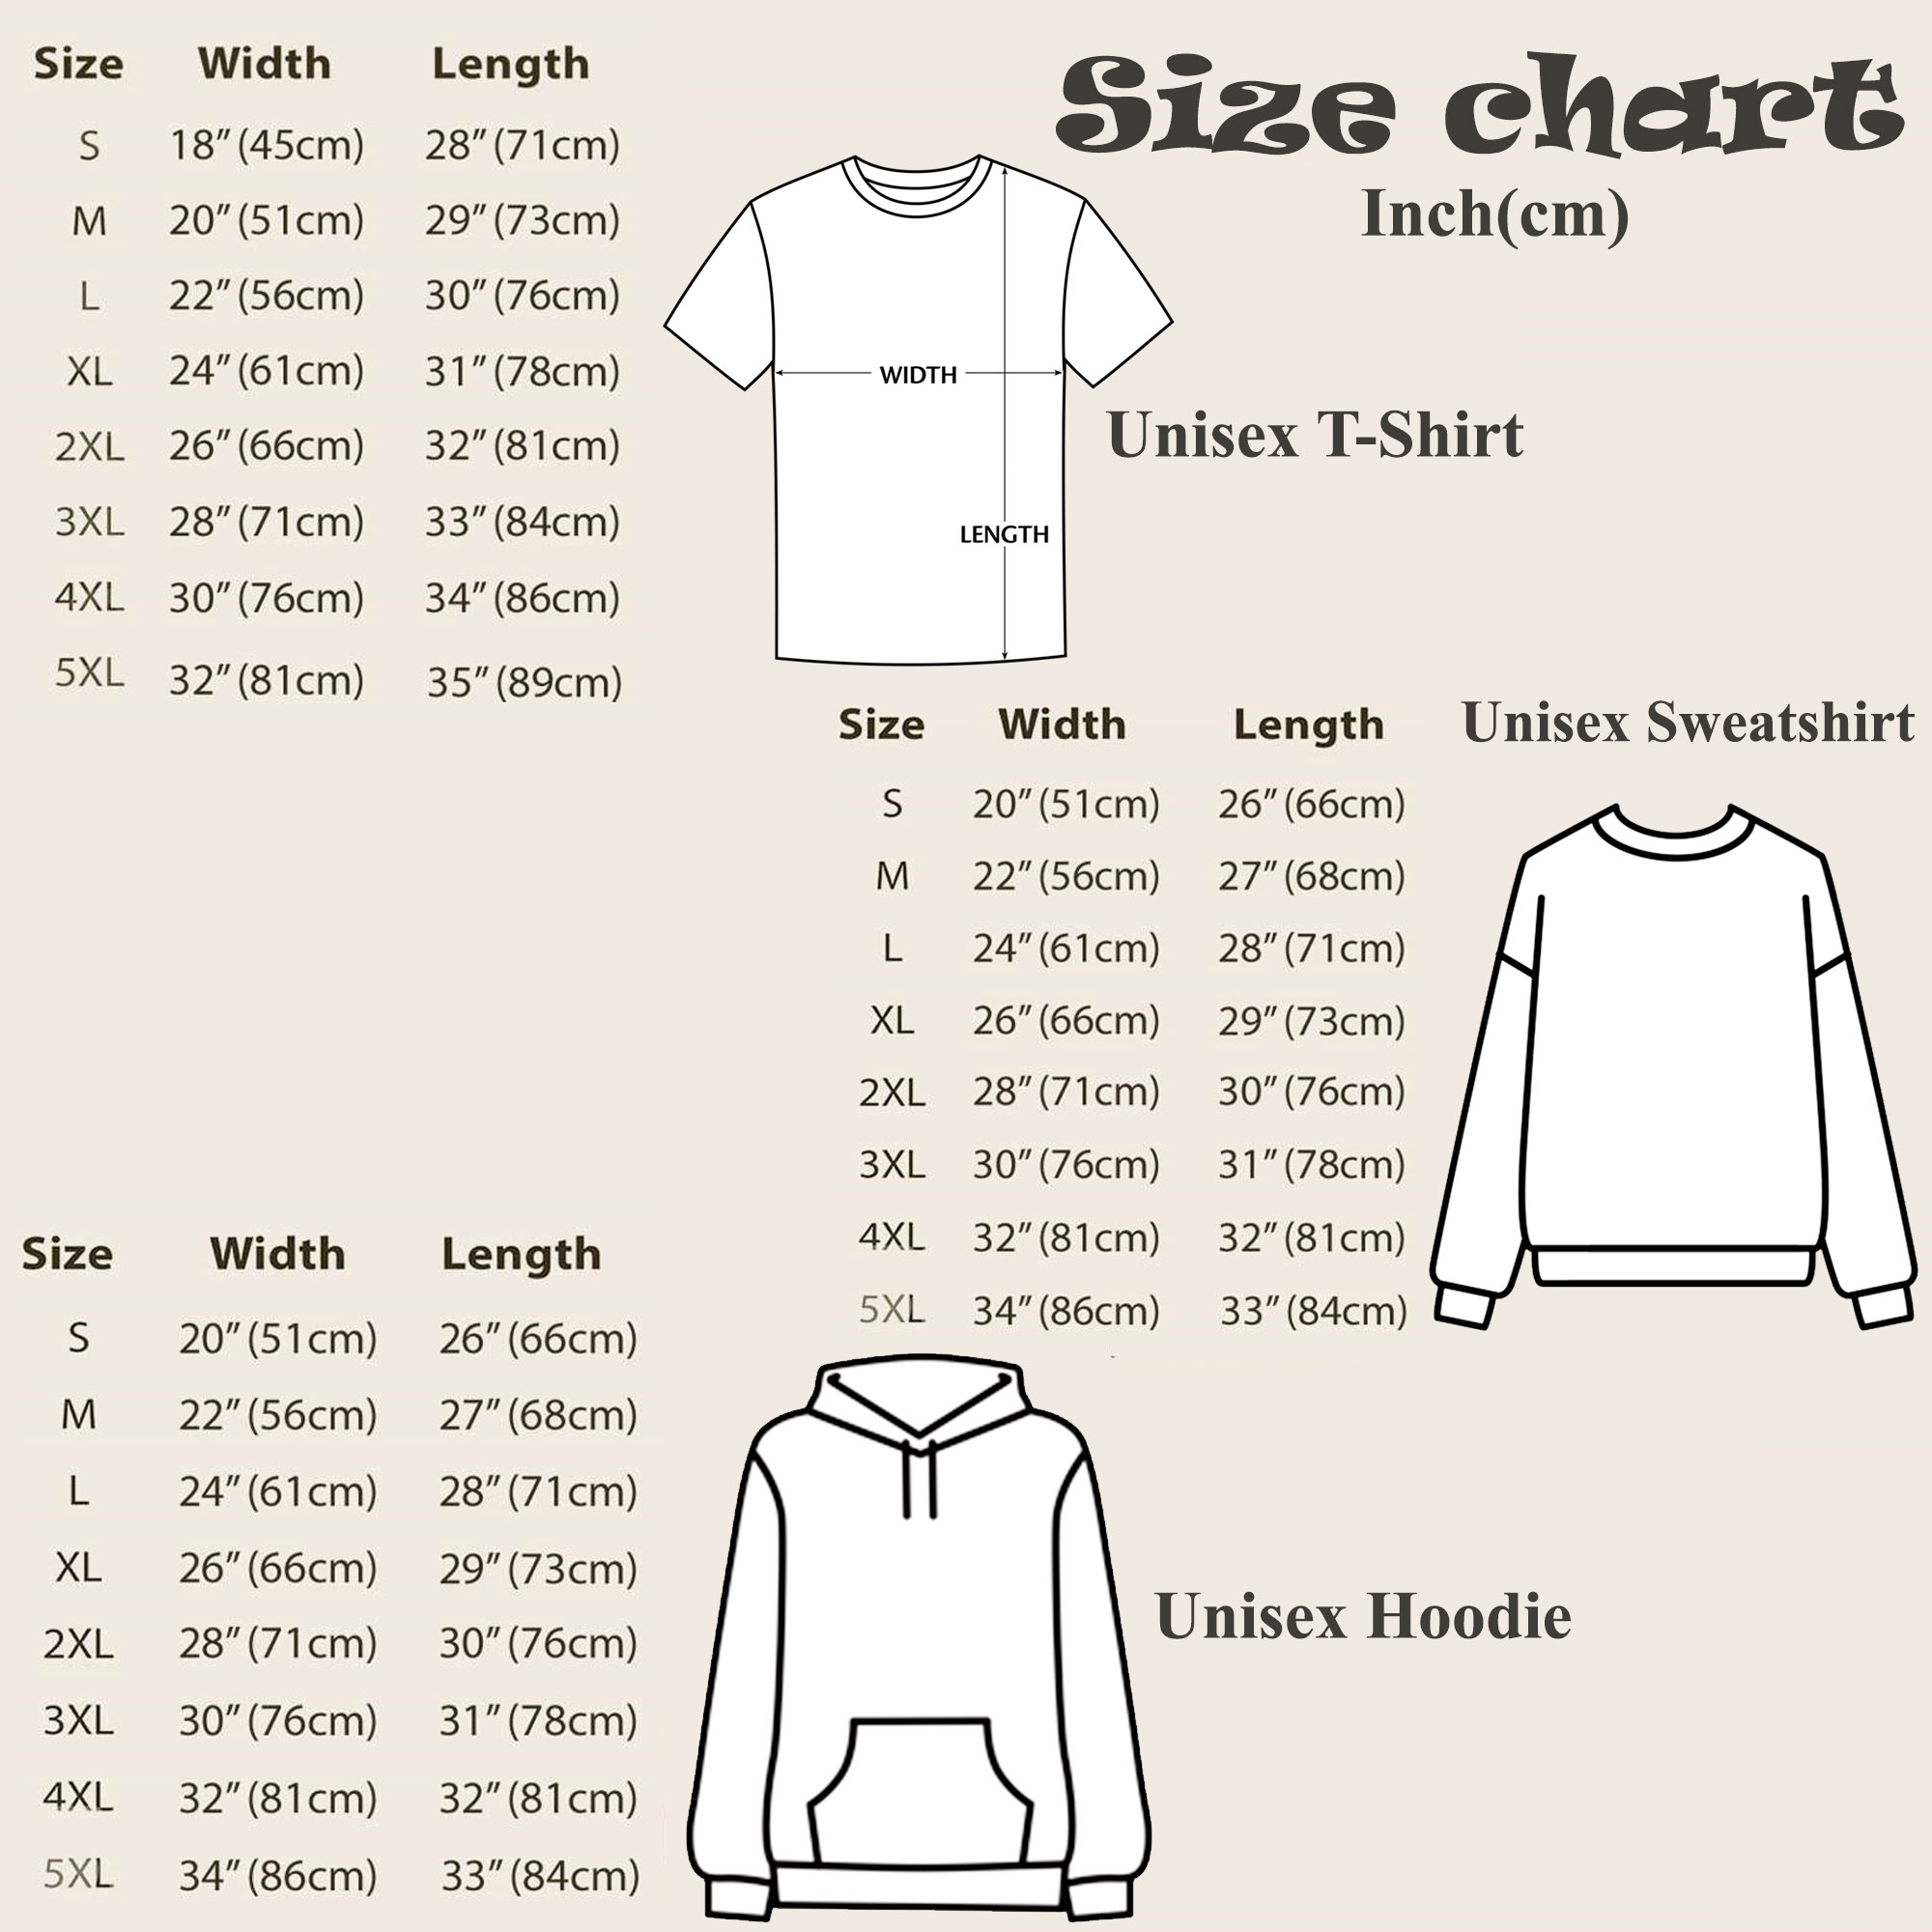 Size chart
Inch(cm)
Size Width Length
S 18″(45cm) 28″(71cm)
M 20″(51cm) 29″(73cm)
L 22″(56cm) 30″(76cm)
XL 24″(61cm) 31″(78cm)
2XL 26″(66cm) 32″(81cm)
3XL 28″(71cm) 33″(84cm)
4XL 30″(76cm) 34″(86cm)
5XL 32″(81cm) 35″(89cm)
WIDTH
LENGTH
Unisex T-Shirt
Unisex Sweatshirt
Size Width Length
S 20″(51cm) 26″(66cm)
M 22″(56cm) 27″(68cm)
L 24″(61cm) 28″(71cm)
XL 26″(66cm) 29″(73cm)
2XL 28″(71cm) 30″(76cm)
3XL 30″(76cm) 31″(78cm)
4XL 32″(81cm) 32″(81cm)
5XL 34″(86cm) 33″(84cm)
Size Width Length
S 20″(51cm) 26″(66cm)
M 22″(56cm) 27″(68cm)
L 24″(61cm) 28″(71cm)
XL 26″(66cm) 29″(73cm)
2XL 28″(71cm) 30″(76cm)
3XL 30″(76cm) 31″(78cm)
4XL 32″(81cm) 32″(81cm)
5XL 34″(86cm) 33″(84cm)
Unisex Hoodie